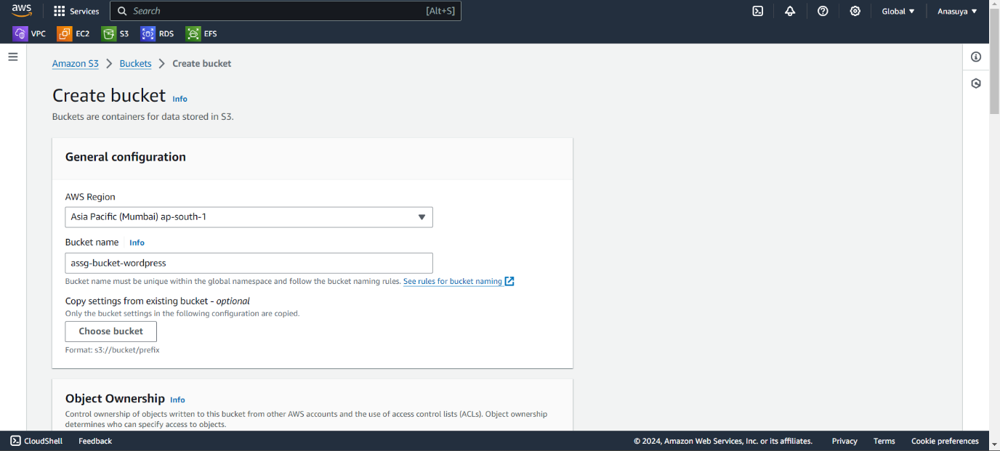 aws
Services
Search
[Alt+S]
Global
Anasuya
VPC
EC2
S3
RDS
EFS
Amazon S3
Buckets
Create bucket
Create bucket Info
Buckets are containers for data stored in S3.
General configuration
AWS Region
Asia Pacific (Mumbai) ap-south-1
Bucket name Info
assg-bucket-wordpress
Bucket name must be unique within the global namespace and follow the bucket naming rules. See rules for bucket naming
Copy settings from existing bucket - optional
Only the bucket settings in the following configuration are copied.
Choose bucket
Format: s3://bucket/prefix
Object Ownership Info
Control ownership of objects written to this bucket from other AWS accounts and the use of access control lists (ACLs). Object ownership
determines who can specify access to objects.
CloudShell
Feedback
© 2024, Amazon Web Services, Inc. or its affiliates.
Privacy
Terms
Cookie preferences